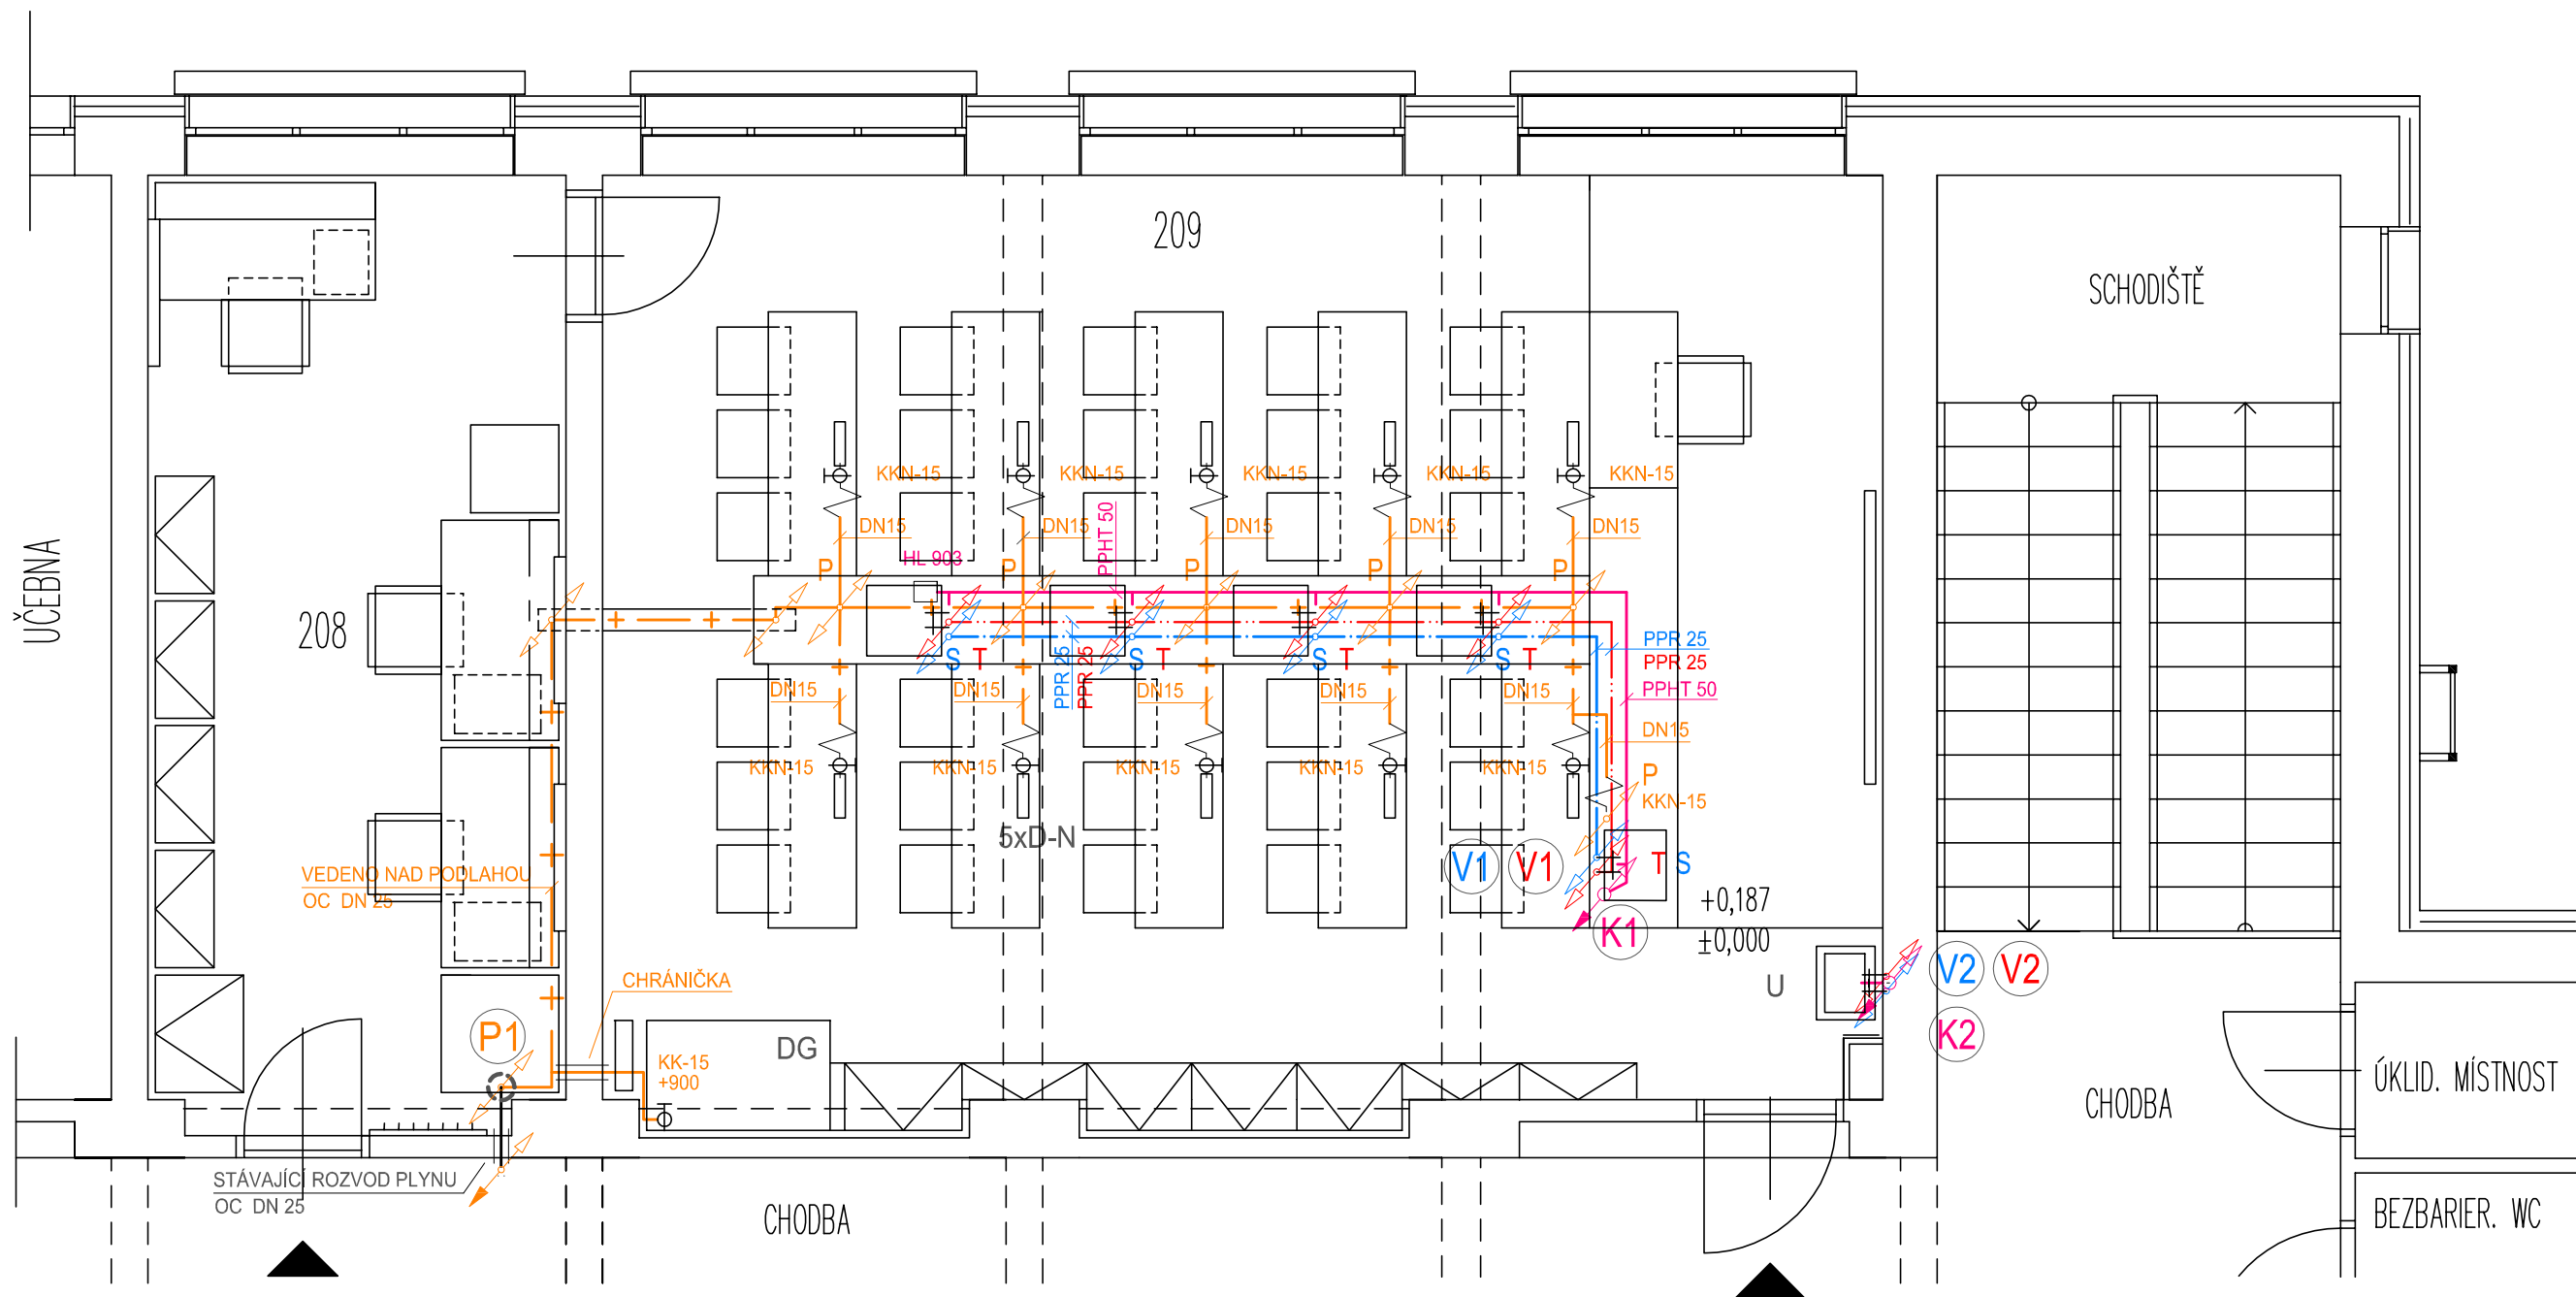 209
SCHODIŠTĚ
UČEBNA
208
KKN-15
KKN-15
KKN-15
KKN-15
KKN-15
DN15
DN15
DN15
DN15
DN15
PPHT 50
HL 903
P
P
P
P
P
S T
S T
S T
S T
PPR 25
PPR 25
PPR 25
PPR 25
PPHT 50
DN15
DN15
DN15
DN15
DN15
DN15
KKN-15
KKN-15
KKN-15
KKN-15
KKN-15
P
KKN-15
5xD-N
V1
V1
T S
K1
+0,187
±0,000
VEDENO NAD PODLAHOU
OC DN 25
CHRÁNIČKA
P1
KK-15
+900
DG
U
V2
V2
K2
ÚKLID. MÍSTNOST
CHODBA
STÁVAJÍCÍ ROZVOD PLYNU
OC DN 25
CHODBA
BEZBARIER. WC